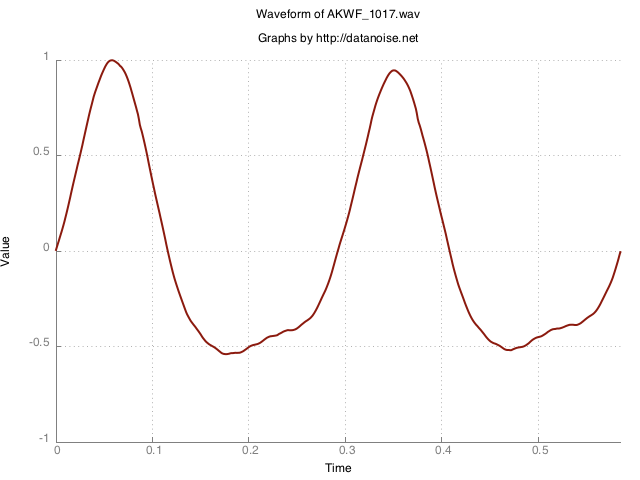 Waveform of AKWF_1017.wav
Graphs by http://datanoise.net
1
0.5
0
-0.5
-1
Value
0 0.1 0.2 0.3 0.4 0.5
Time